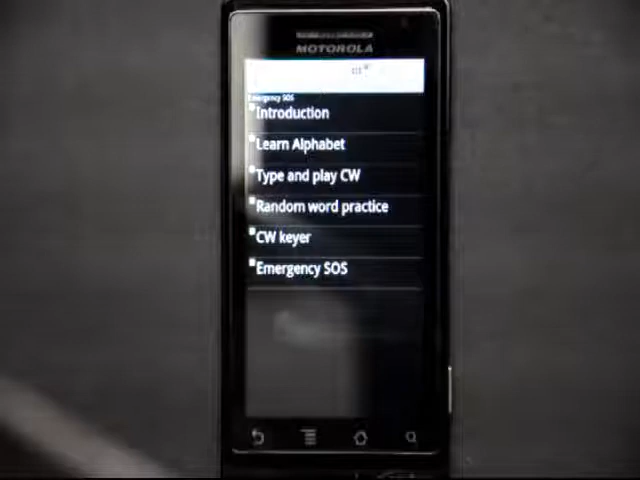 MOTOROLA
Emergency SOS
Introduction
Learn Alphabet
Type and play CW
Random word practice
CW keyer
Emergency SOS